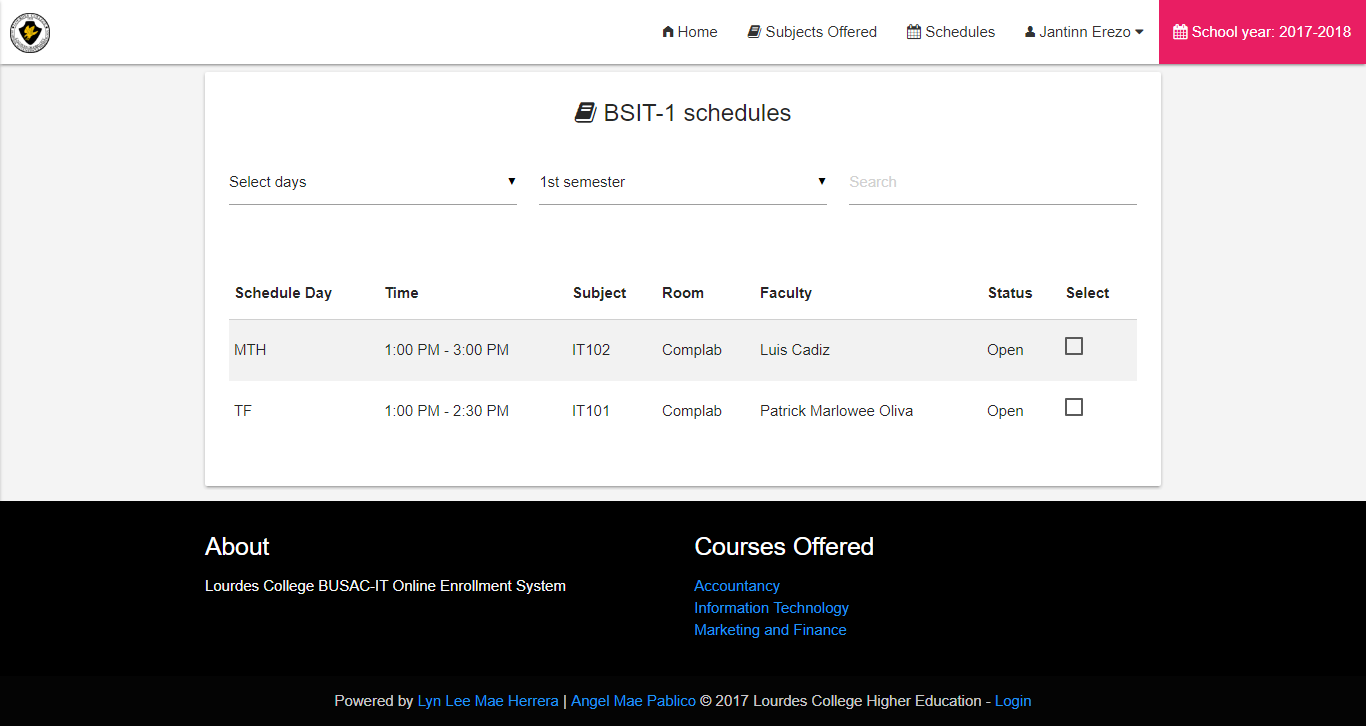 Home Subjects Offered Schedules Jantinn Erezo School year: 2017-2018
BSIT-1 schedules
Select days 1st semester Search
Schedule Day Time Subject Room Faculty Status Select
MTH 1:00 PM - 3:00 PM IT102 Complab Luis Cadiz Open
TF 1:00 PM - 2:30 PM IT101 Complab Patrick Marlowee Oliva Open
About
Lourdes College BUSAC-IT Online Enrollment System
Courses Offered
Accountancy
Information Technology
Marketing and Finance
Powered by Lyn Lee Mae Herrera | Angel Mae Pablico © 2017 Lourdes College Higher Education - Login